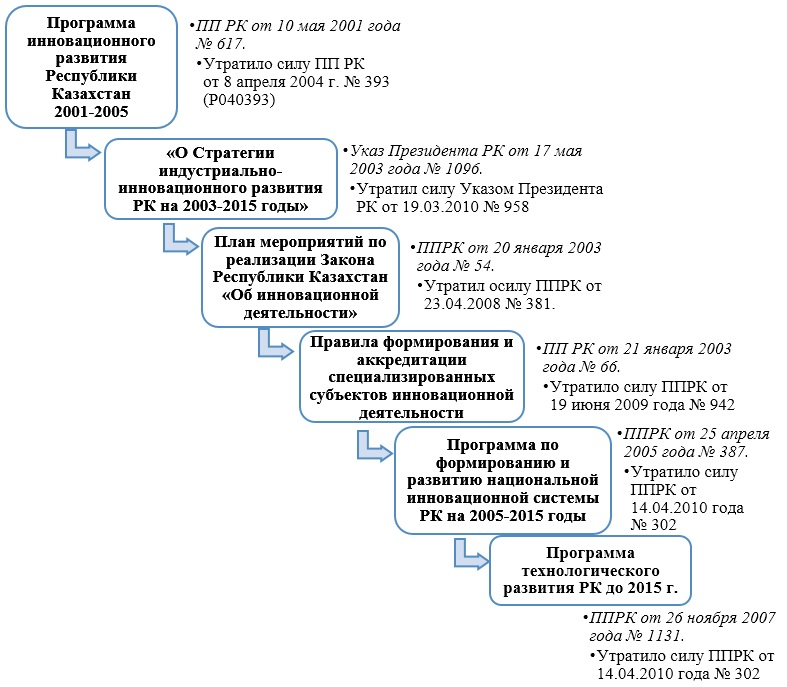 Программа
инновационного
развития
Республики
Казахстан
2001-2005
•ПП РК от 10 мая 2001 года
№ 617.
•Утратило силу ПП РК
от 8 апреля 2004 г. № 393
(P040393)
«О Стратегии
индустриально-
инновационного развития
РК на 2003-2015 годы»
•Указ Президента РК от 17 мая
2003 года № 1096.
•Утратил силу Указом Президента
РК от 19.03.2010 № 958
План мероприятий по
реализации Закона
Республики Казахстан
«Об инновационной
деятельности»
•ППРК от 20 января 2003
года № 54.
•Утратил осилу ППРК от
23.04.2008 № 381.
Правила формирования и
аккредитации
специализированных
субъектов инновационной
деятельности
•ПП РК от 21 января 2003
года № 66.
•Утратило силу ППРК от
19 июня 2009 года № 942
Программа по
формированию и
развитию национальной
инновационной системы
РК на 2005-2015 годы
•ППРК от 25 апреля
2005 года № 387.
•Утратило силу
ППРК от
14.04.2010 года
№ 302
Программа
технологического
развития РК до 2015 г.
•ППРК от 26 ноября 2007
года № 1131.
•Утратило силу ППРК от
14.04.2010 года № 302